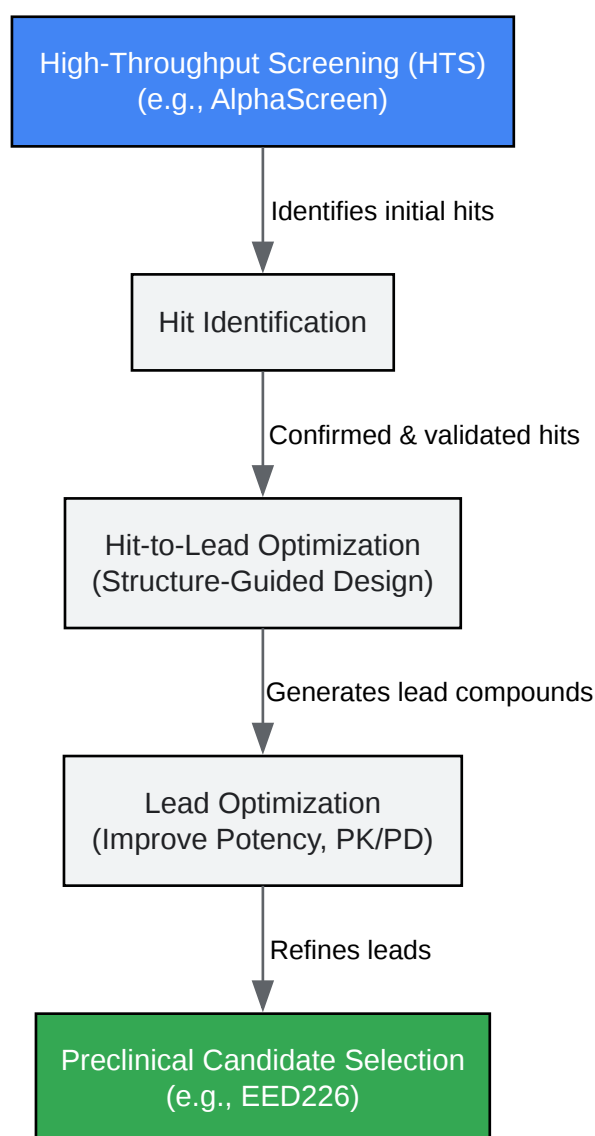 High-Throughput Screening (HTS)
(e.g., AlphaScreen)
Identifies initial hits
Hit Identification
Confirmed & validated hits
Hit-to-Lead Optimization
(Structure-Guided Design)
Generates lead compounds
Lead Optimization
(Improve Potency, PK/PD)
Refines leads
Preclinical Candidate Selection
(e.g., EED226)